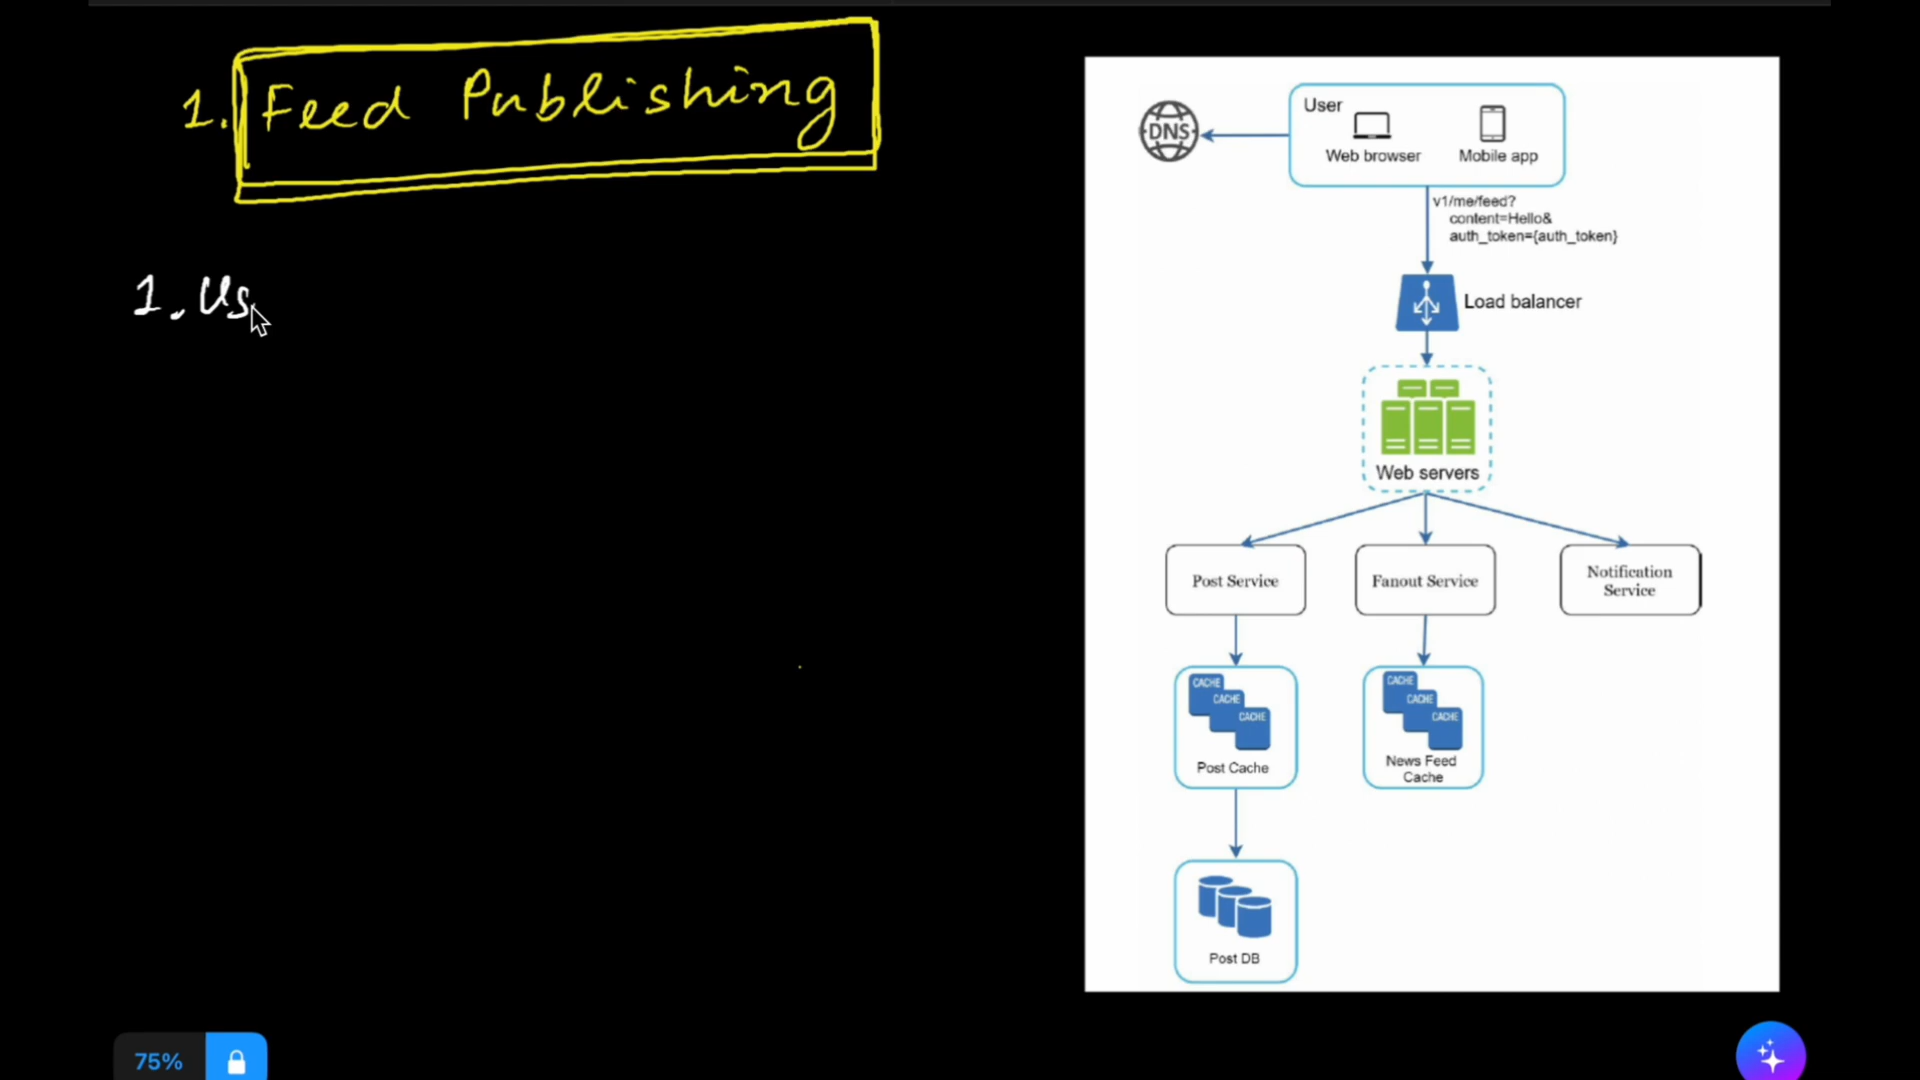 1. Feed Publishing
1. Us
DNS
User
Web browser
Mobile app
v1/me/feed?
content=Hello&
auth_token={auth_token}
Load balancer
Web servers
Post Service
Fanout Service
Notification
Service
CACHE
CACHE
CACHE
Post Cache
CACHE
CACHE
CACHE
News Feed
Cache
Post DB
75%